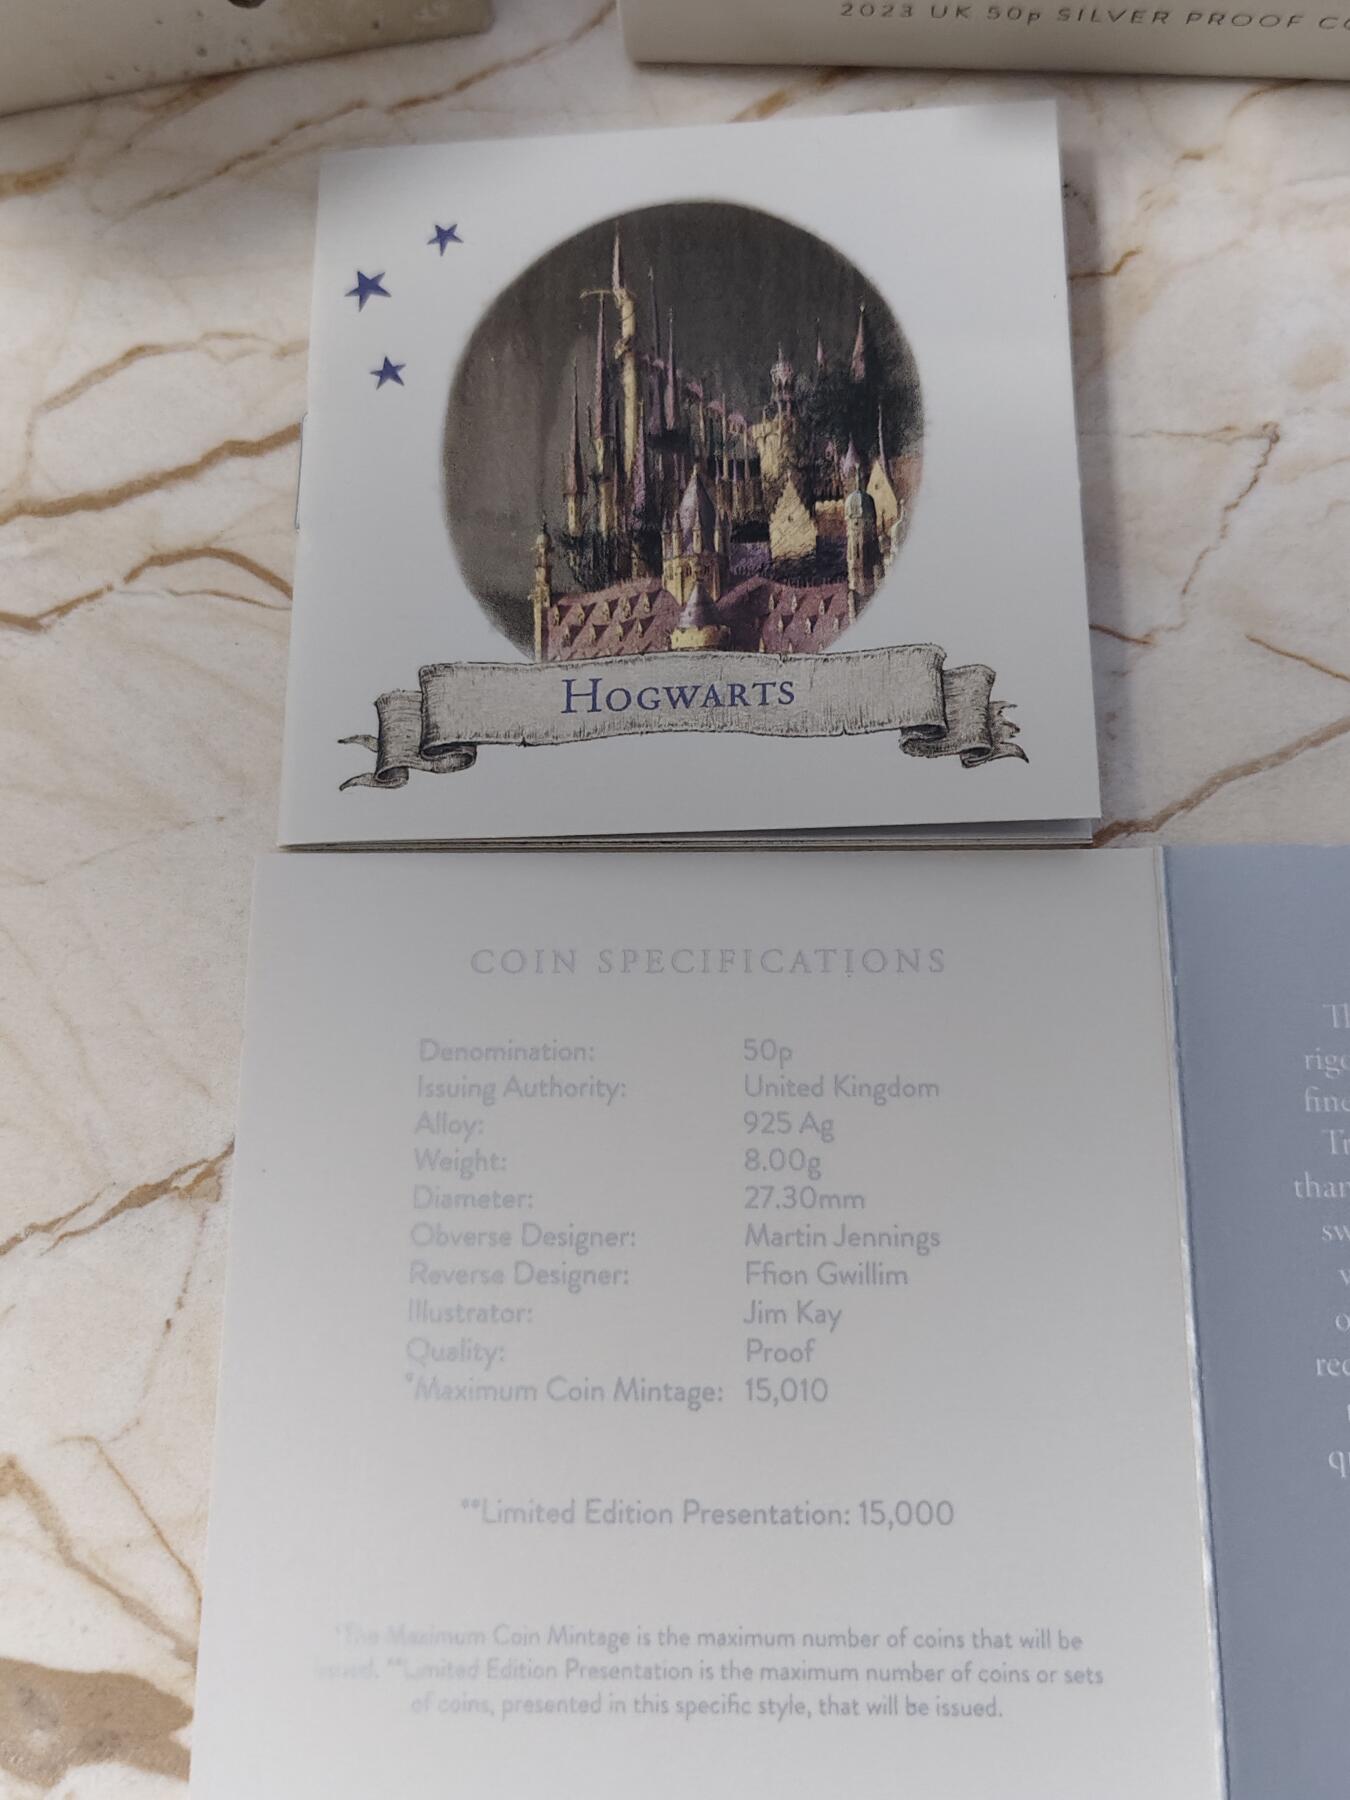 2023 UK 50p SILVER PROOF
HOGWARTS
COIN SPECIFICATIONS
Denomination: 50p
Issuing Authority: United Kingdom
Alloy: 925 Ag
Weight: 8.00g
Diameter: 27.30mm
Obverse Designer: Martin Jennings
Reverse Designer: Ffion Gwillim
Illustrator: Jim Kay
Quality: Proof
*Maximum Coin Mintage: 15,010
**Limited Edition Presentation: 15,000
*The Maximum Coin Mintage is the maximum number of coins that will be
issued. **Limited Edition Presentation is the maximum number of coins or sets
of coins, presented in this specific style, that will be issued.